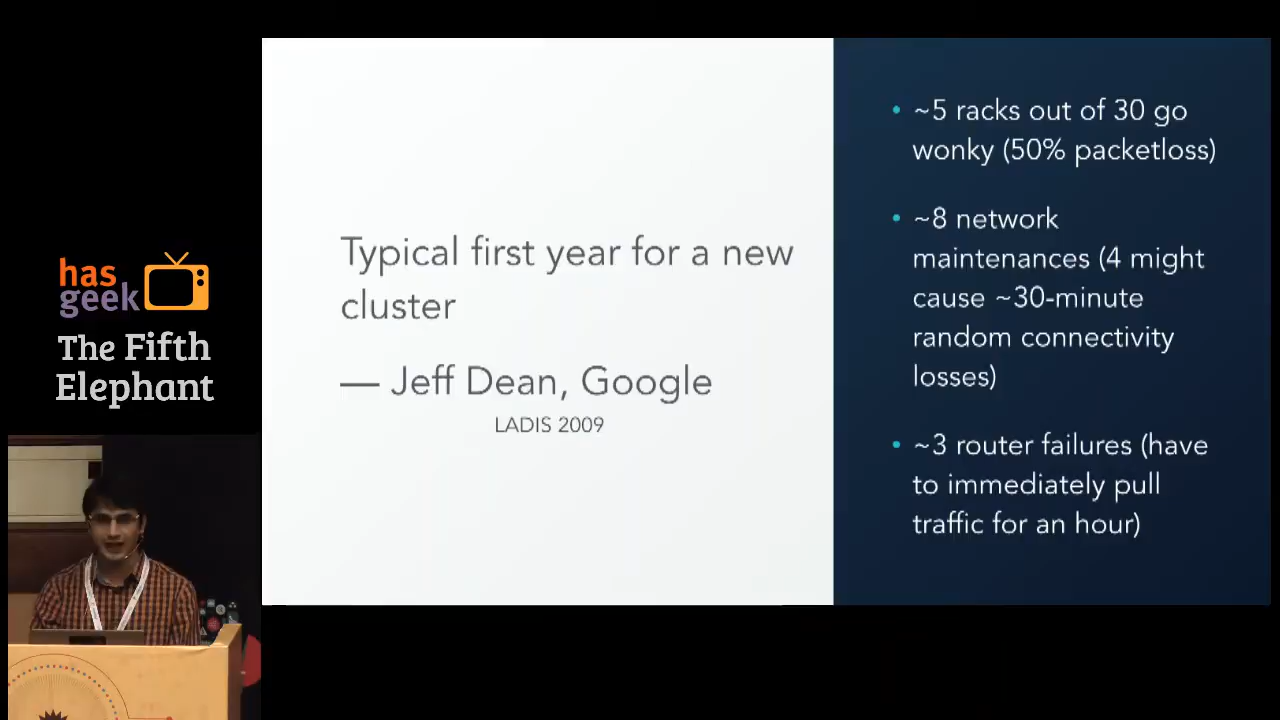 has
geek
The Fifth
Elephant
Typical first year for a new
cluster
— Jeff Dean, Google
LADIS 2009
• ~5 racks out of 30 go
wonky (50% packetloss)
• ~8 network
maintenances (4 might
cause ~30-minute
random connectivity
losses)
• ~3 router failures (have
to immediately pull
traffic for an hour)